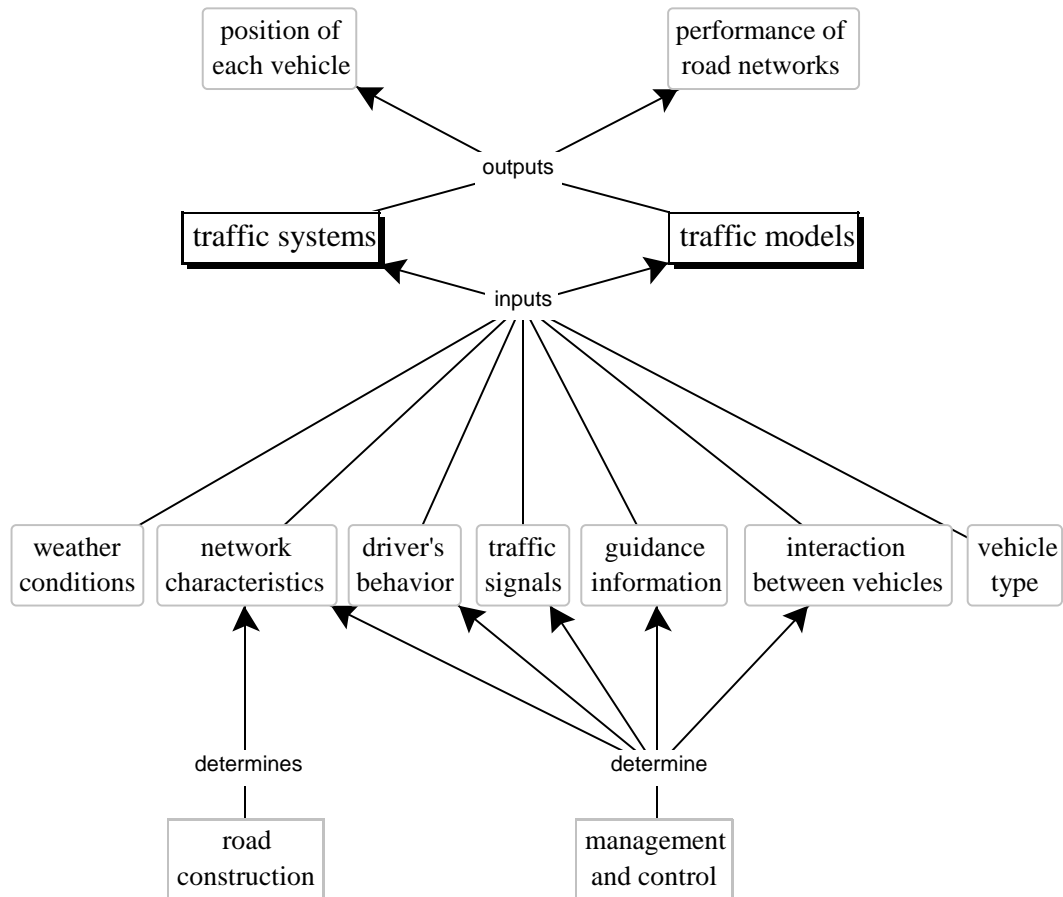 position of
each vehicle
performance of
road networks
outputs
traffic systems
traffic models
inputs
weather
conditions
network
characteristics
driver's
behavior
traffic
signals
guidance
information
interaction
between vehicles
vehicle
type
determines
determine
road
construction
management
and control